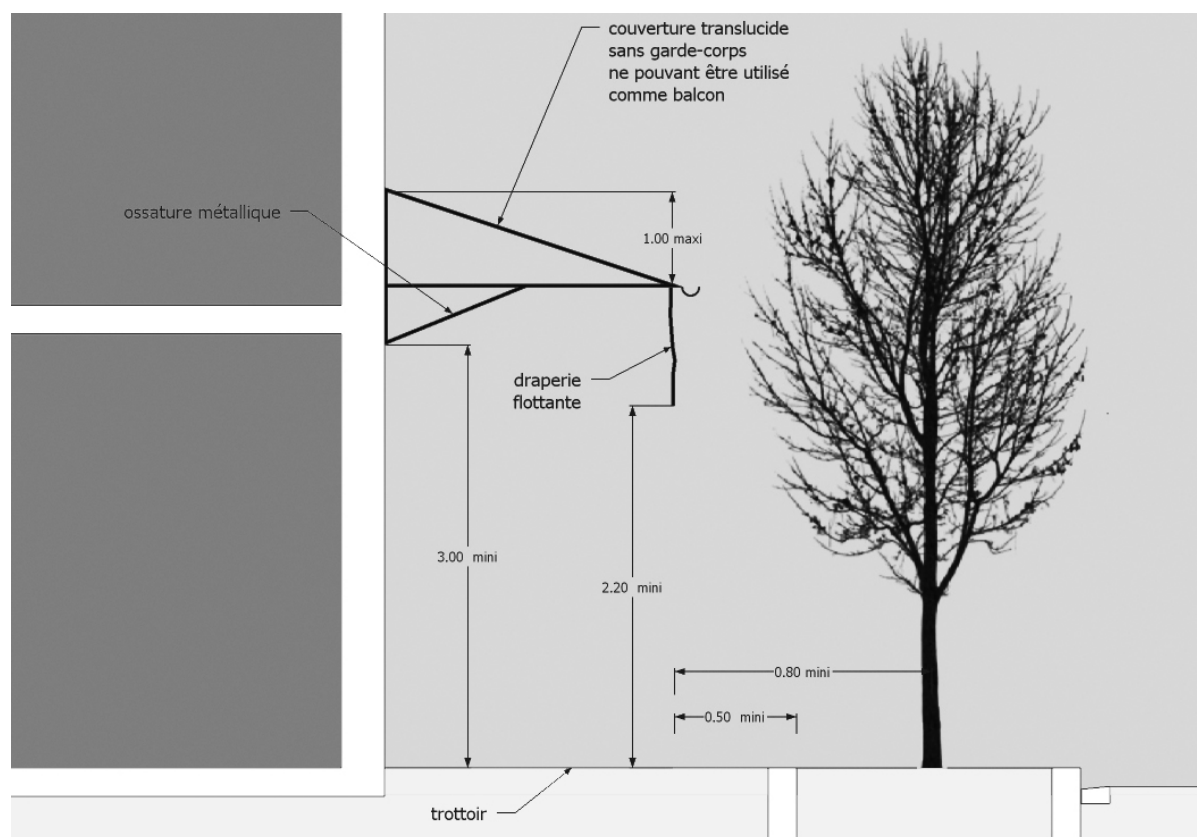 couverture translucide
sans garde-corps
ne pouvant être utilisé
comme balcon
ossature métallique
1.00 maxi
draperie
flottante
3.00 mini
2.20 mini
0.80 mini
0.50 mini
trottoir